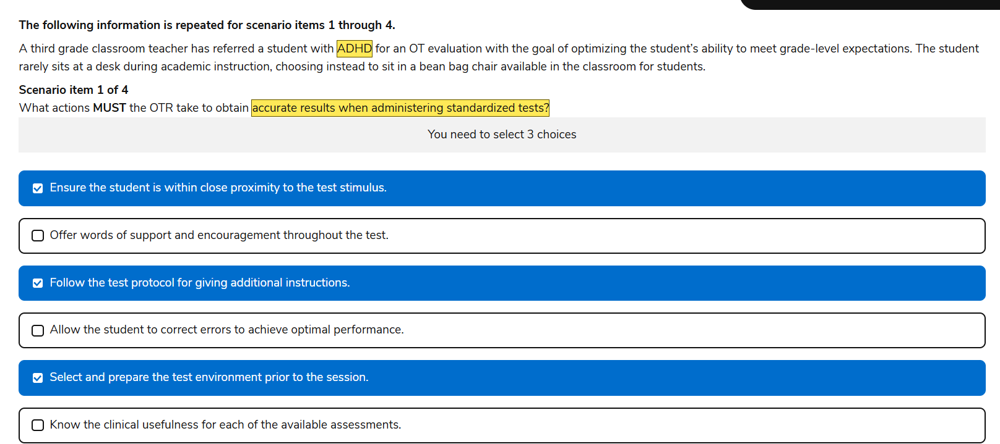 The following information is repeated for scenario items 1 through 4.
A third grade classroom teacher has referred a student with ADHD for an OT evaluation with the goal of optimizing the student's ability to meet grade-level expectations. The student
rarely sits at a desk during academic instruction, choosing instead to sit in a bean bag chair available in the classroom for students.
Scenario item 1 of 4
What actions MUST the OTR take to obtain accurate results when administering standardized tests?
You need to select 3 choices
Ensure the student is within close proximity to the test stimulus.
Offer words of support and encouragement throughout the test.
Follow the test protocol for giving additional instructions.
Allow the student to correct errors to achieve optimal performance.
Select and prepare the test environment prior to the session.
Know the clinical usefulness for each of the available assessments.